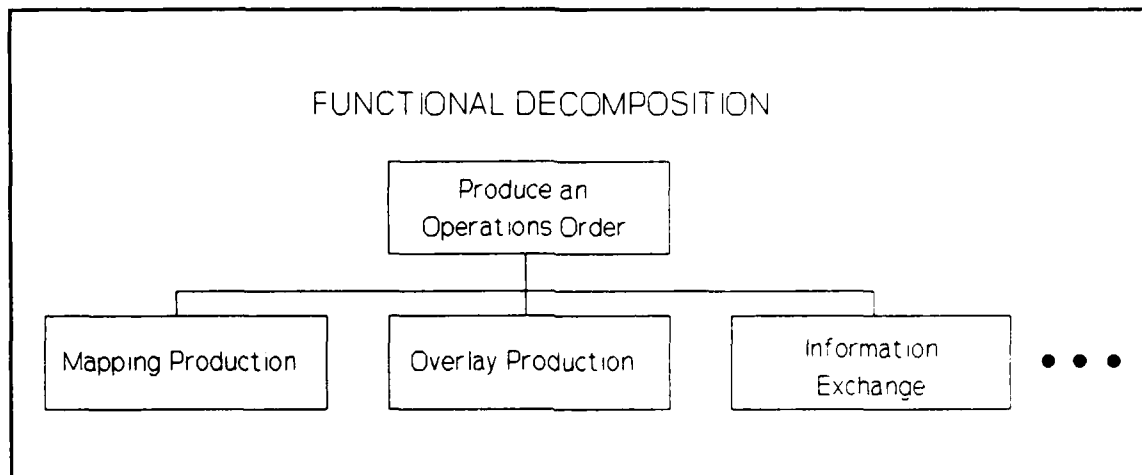 FUNCTIONAL DECOMPOSITION
Produce an
Operations Order
Mapping Production
Overlay Production
Information
Exchange